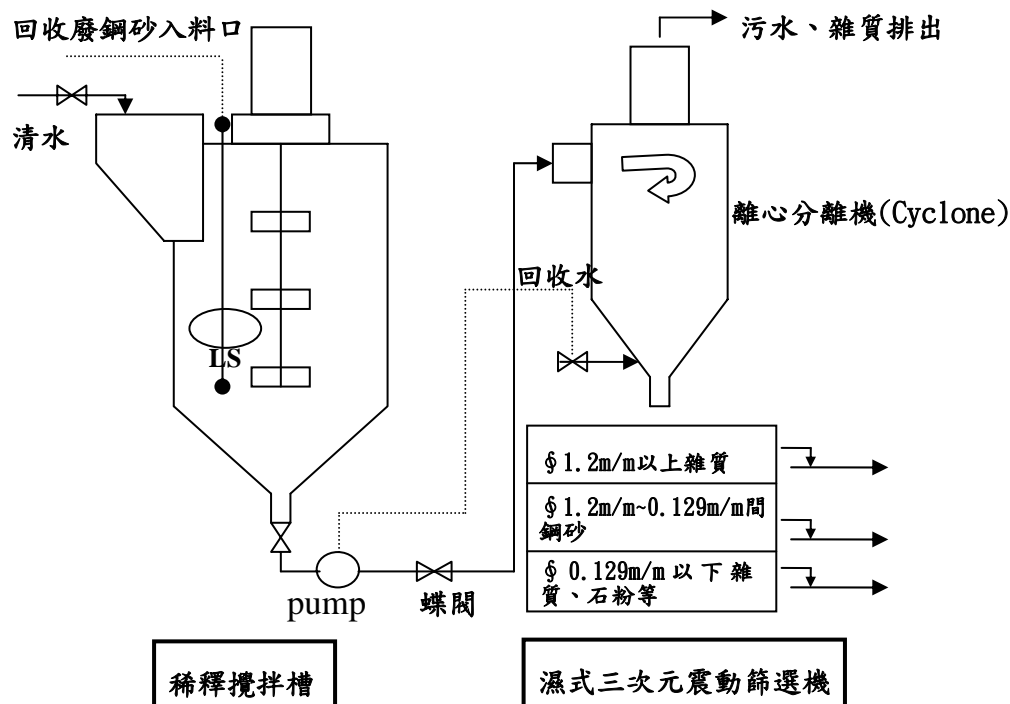 回收廢鋼砂入料口
污水、雜質排出
清水
離心分離機(Cyclone)
回收水
LS
∮1.2m/m以上雜質
∮1.2m/m~0.129m/m間
鋼砂
∮ 0.129m/m 以下雜
質、石粉等
pump
蝶閥
稀釋攪拌槽
濕式三次元震動篩選機